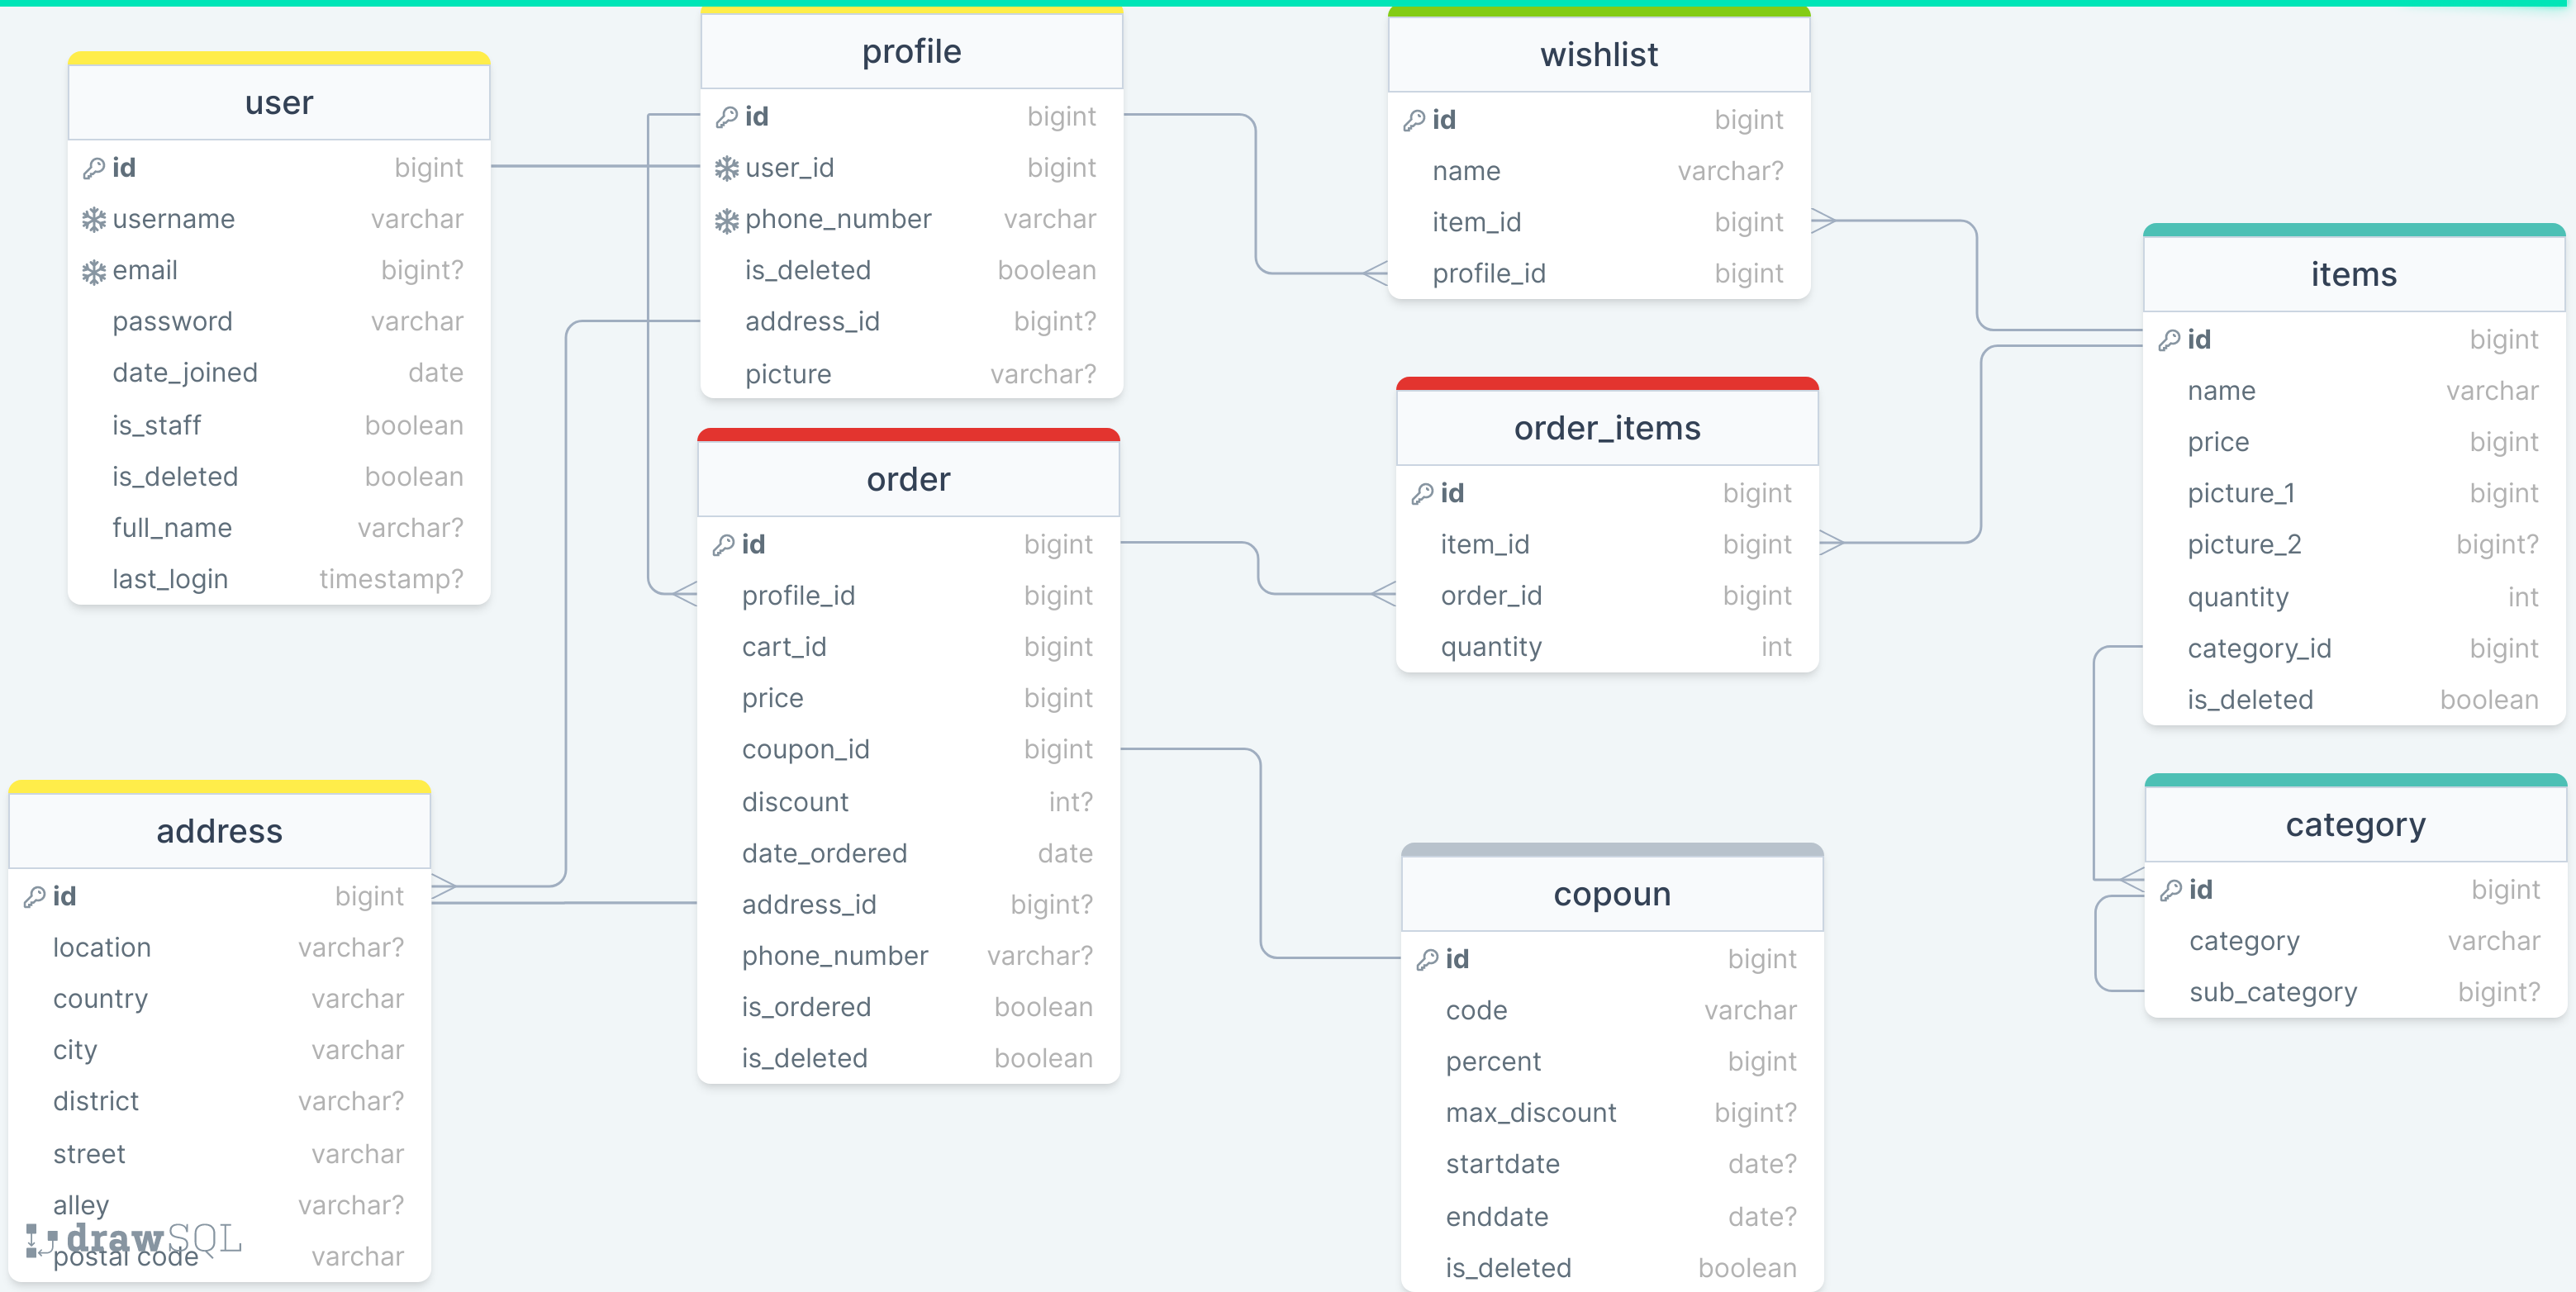 user
id bigint
username varchar
email bigint?
password varchar
date_joined date
is_staff boolean
is_deleted boolean
full_name varchar?
last_login timestamp?
profile
id bigint
user_id bigint
phone_number varchar
is_deleted boolean
address_id bigint?
picture varchar?
wishlist
id bigint
name varchar?
item_id bigint
profile_id bigint
items
id bigint
name varchar
price bigint
picture_1 bigint
picture_2 bigint?
quantity int
category_id bigint
is_deleted boolean
order_items
id bigint
item_id bigint
order_id bigint
quantity int
order
id bigint
profile_id bigint
cart_id bigint
price bigint
coupon_id bigint
discount int?
date_ordered date
address_id bigint?
phone_number varchar?
is_ordered boolean
is_deleted boolean
address
id bigint
location varchar?
country varchar
city varchar
district varchar?
street varchar
alley varchar?
postal code varchar
drawSQL
copoun
id bigint
code varchar
percent bigint
max_discount bigint?
startdate date?
enddate date?
is_deleted boolean
category
id bigint
category varchar
sub_category bigint?